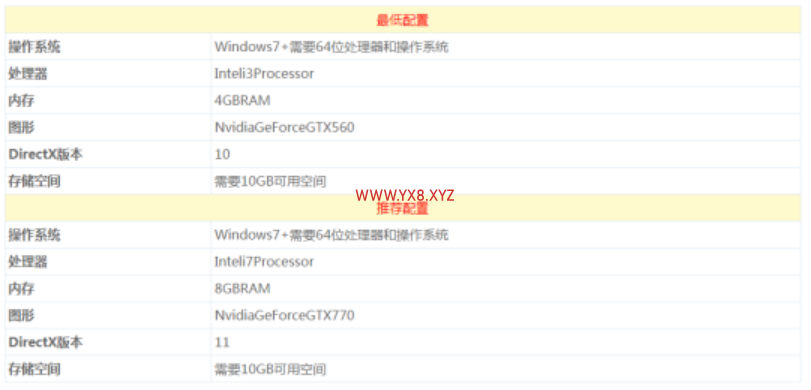 最低配置
操作系统 Windows7+需要64位处理器和操作系统
处理器 Inteli3Processor
内存 4GBRAM
图形 NvidiaGeForceGTX560
DirectX版本 10
存储空间 需要10GB可用空间
WWW.YX8.XYZ
推荐配置
操作系统 Windows7+需要64位处理器和操作系统
处理器 Inteli7Processor
内存 8GBRAM
图形 NvidiaGeForceGTX770
DirectX版本 11
存储空间 需要10GB可用空间